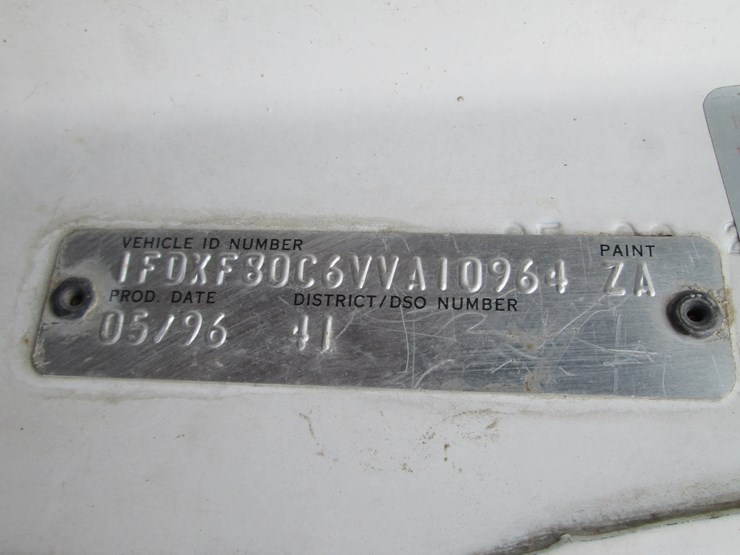 VEHICLE ID NUMBER PAINT
1FDXF80C6VVA10964 ZA
PROD. DATE DISTRICT/DSO NUMBER
05/96 41